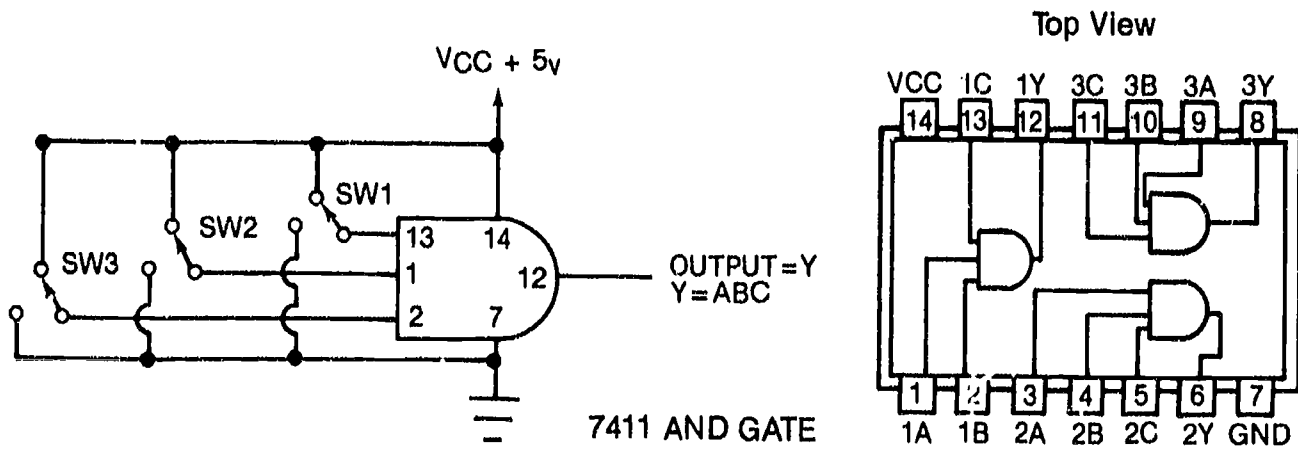 VCC + 5v
SW1
SW2
SW3
13 14
1
12
2
7
OUTPUT=Y
Y=ABC
7411 AND GATE
Top View
VCC 1C 1Y 3C 3B 3A 3Y
14 13 12 11 10 9 8
1 2 3 4 5 6 7
1A 1B 2A 2B 2C 2Y GND